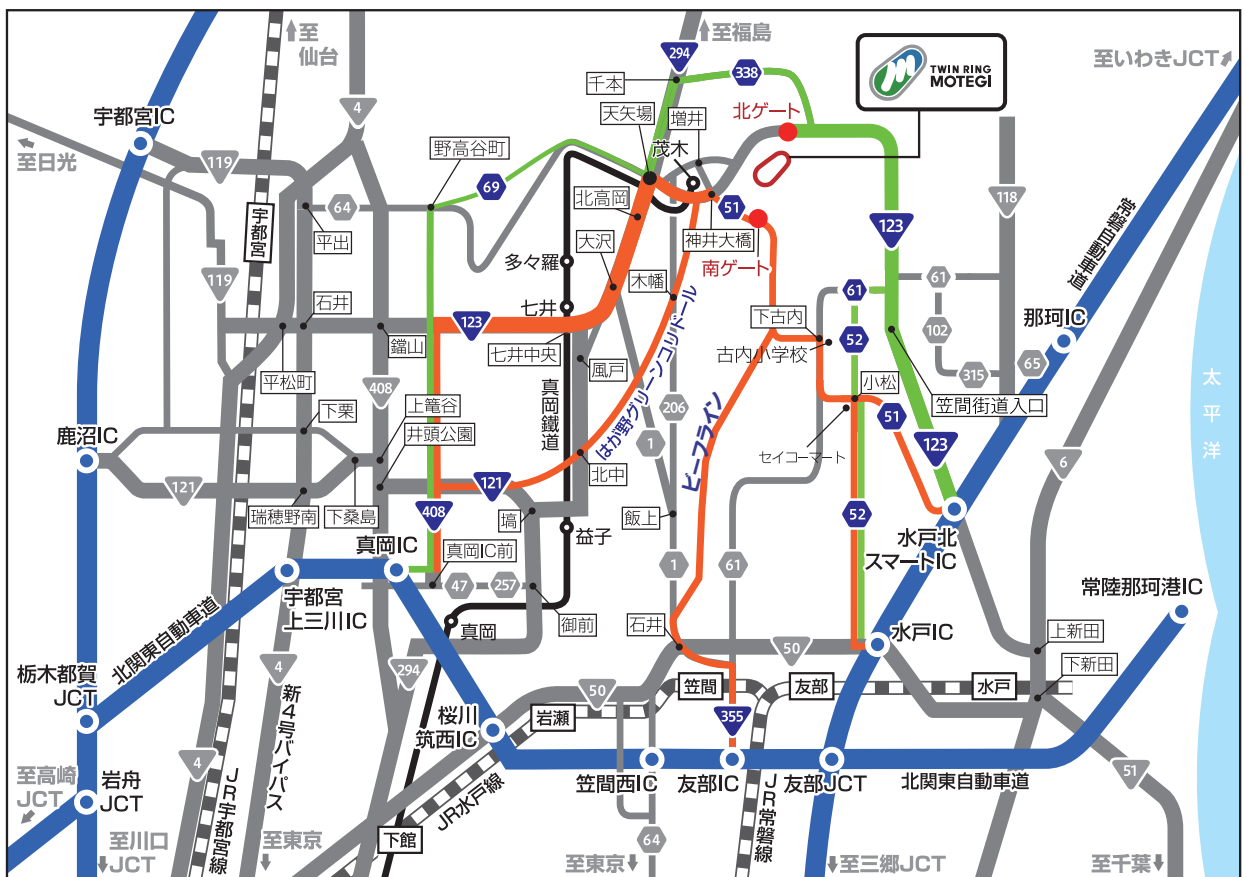 至仙台
至福島
294
338
千本
天矢場
TWIN RING
MOTEGI
至いわきJCT
4
宇都宮IC
北ゲート
増井
茂木
至日光
119
野高谷町
69
宇都宮
64
平出
北高岡
51
118
123
神井大橋
南ゲート
常磐自動車道
119
多々羅
大沢
木幡
61
61
石井
七井
下古内
102
那珂IC
123
鐺山
七井中央
古内小学校
52
風戸
はが野グリーンコリドール
平松町
408
真岡鐵道
小松
315
65
太平洋
下栗
上篭谷
206
ビーフライン
51
笠間街道入口
鹿沼IC
井頭公園
1
セイコーマート
123
6
北中
121
121
瑞穂野南
下桑島
408
塙
飯上
52
益子
水戸北
スマートIC
真岡IC
真岡IC前
1
61
宇都宮
上三川IC
47
257
常陸那珂港IC
北関東自動車道
御前
真岡
石井
水戸IC
上新田
栃木都賀
JCT
4
294
50
下新田
新4号バイパス
50
笠間
友部
水戸
桜川
筑西IC
岩瀬
355
4
JR宇都宮線
至高崎
JCT
岩舟
JCT
JR水戸線
笠間西IC
友部IC
友部JCT
北関東自動車道
51
JR常磐線
至川口
JCT
至東京
下館
64
至東京
至三郷JCT
至千葉